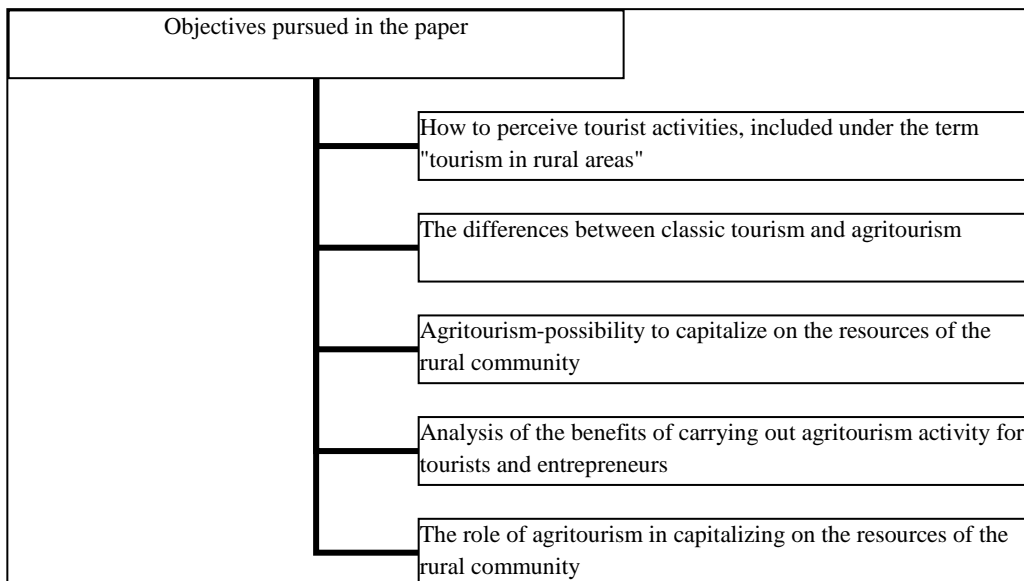 Objectives pursued in the paper
How to perceive tourist activities, included under the term
"tourism in rural areas"
The differences between classic tourism and agritourism
Agritourism-possibility to capitalize on the resources of the
rural community
Analysis of the benefits of carrying out agritourism activity for
tourists and entrepreneurs
The role of agritourism in capitalizing on the resources of the
rural community